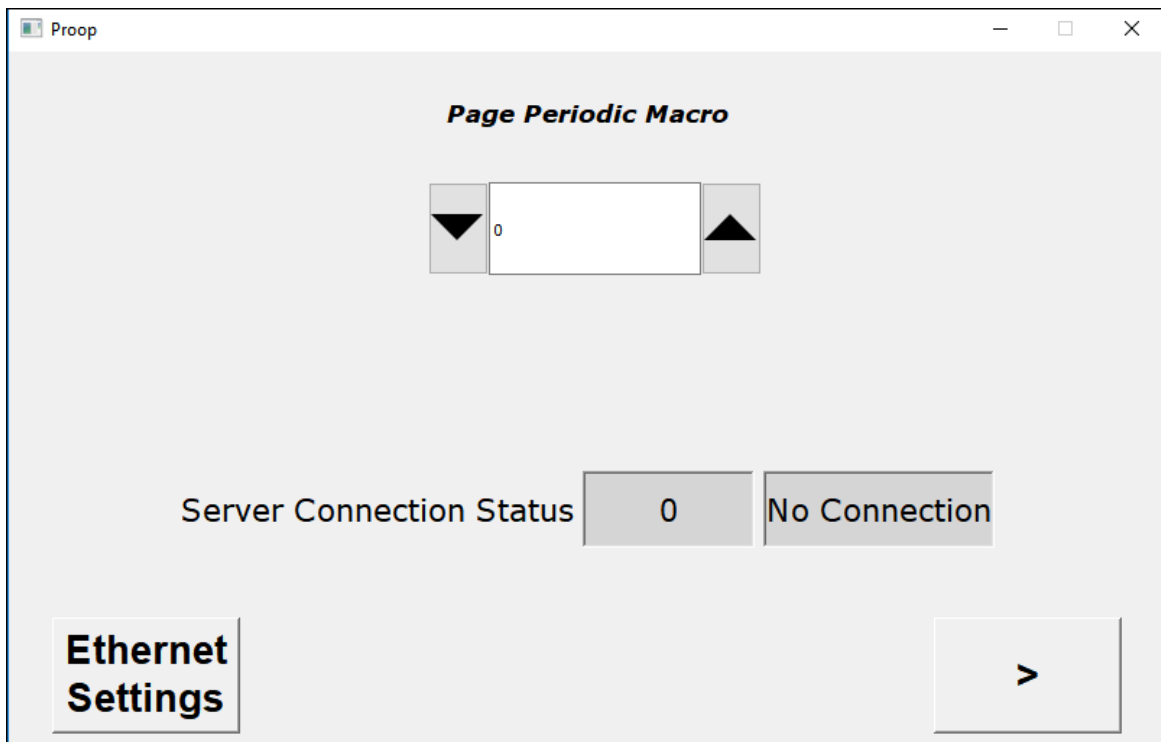 Proop
Page Periodic Macro
0
Server Connection Status 0 No Connection
Ethernet
Settings
>